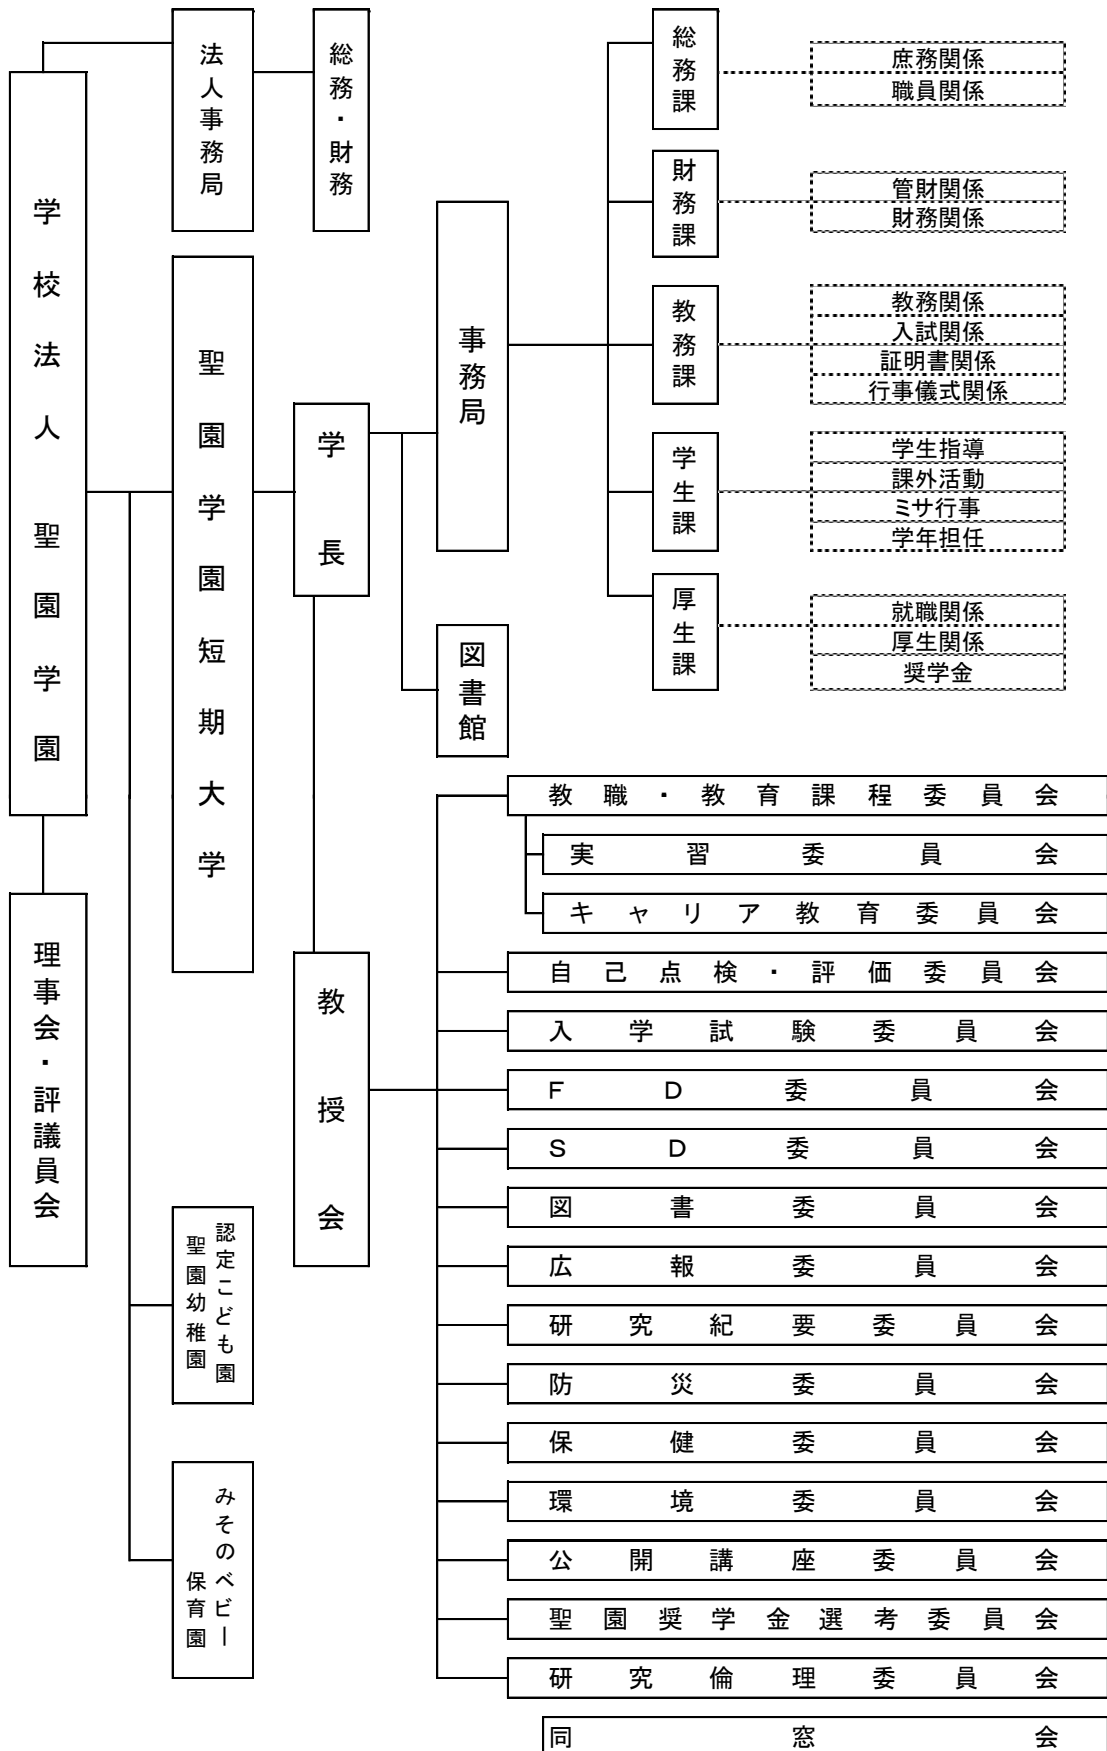 学校法人 聖園学園
理事会・評議員会
法人事務局
総務・財務
聖園学園短期大学
学長
事務局
総務課
庶務関係
職員関係
財務課
管財関係
財務関係
教務課
教務関係
入試関係
証明書関係
行事儀式関係
学生課
学生指導
課外活動
ミサ行事
学年担任
厚生課
就職関係
厚生関係
奨学金
図書館
教授会
教職・教育課程委員会
実習委員会
キャリア教育委員会
自己点検・評価委員会
入学試験委員会
FD委員会
SD委員会
図書委員会
広報委員会
研究紀要委員会
防災委員会
保健委員会
環境委員会
公開講座委員会
聖園奨学金選考委員会
研究倫理委員会
同窓会
認定こども園
聖園幼稚園
みそのベビー
保育園